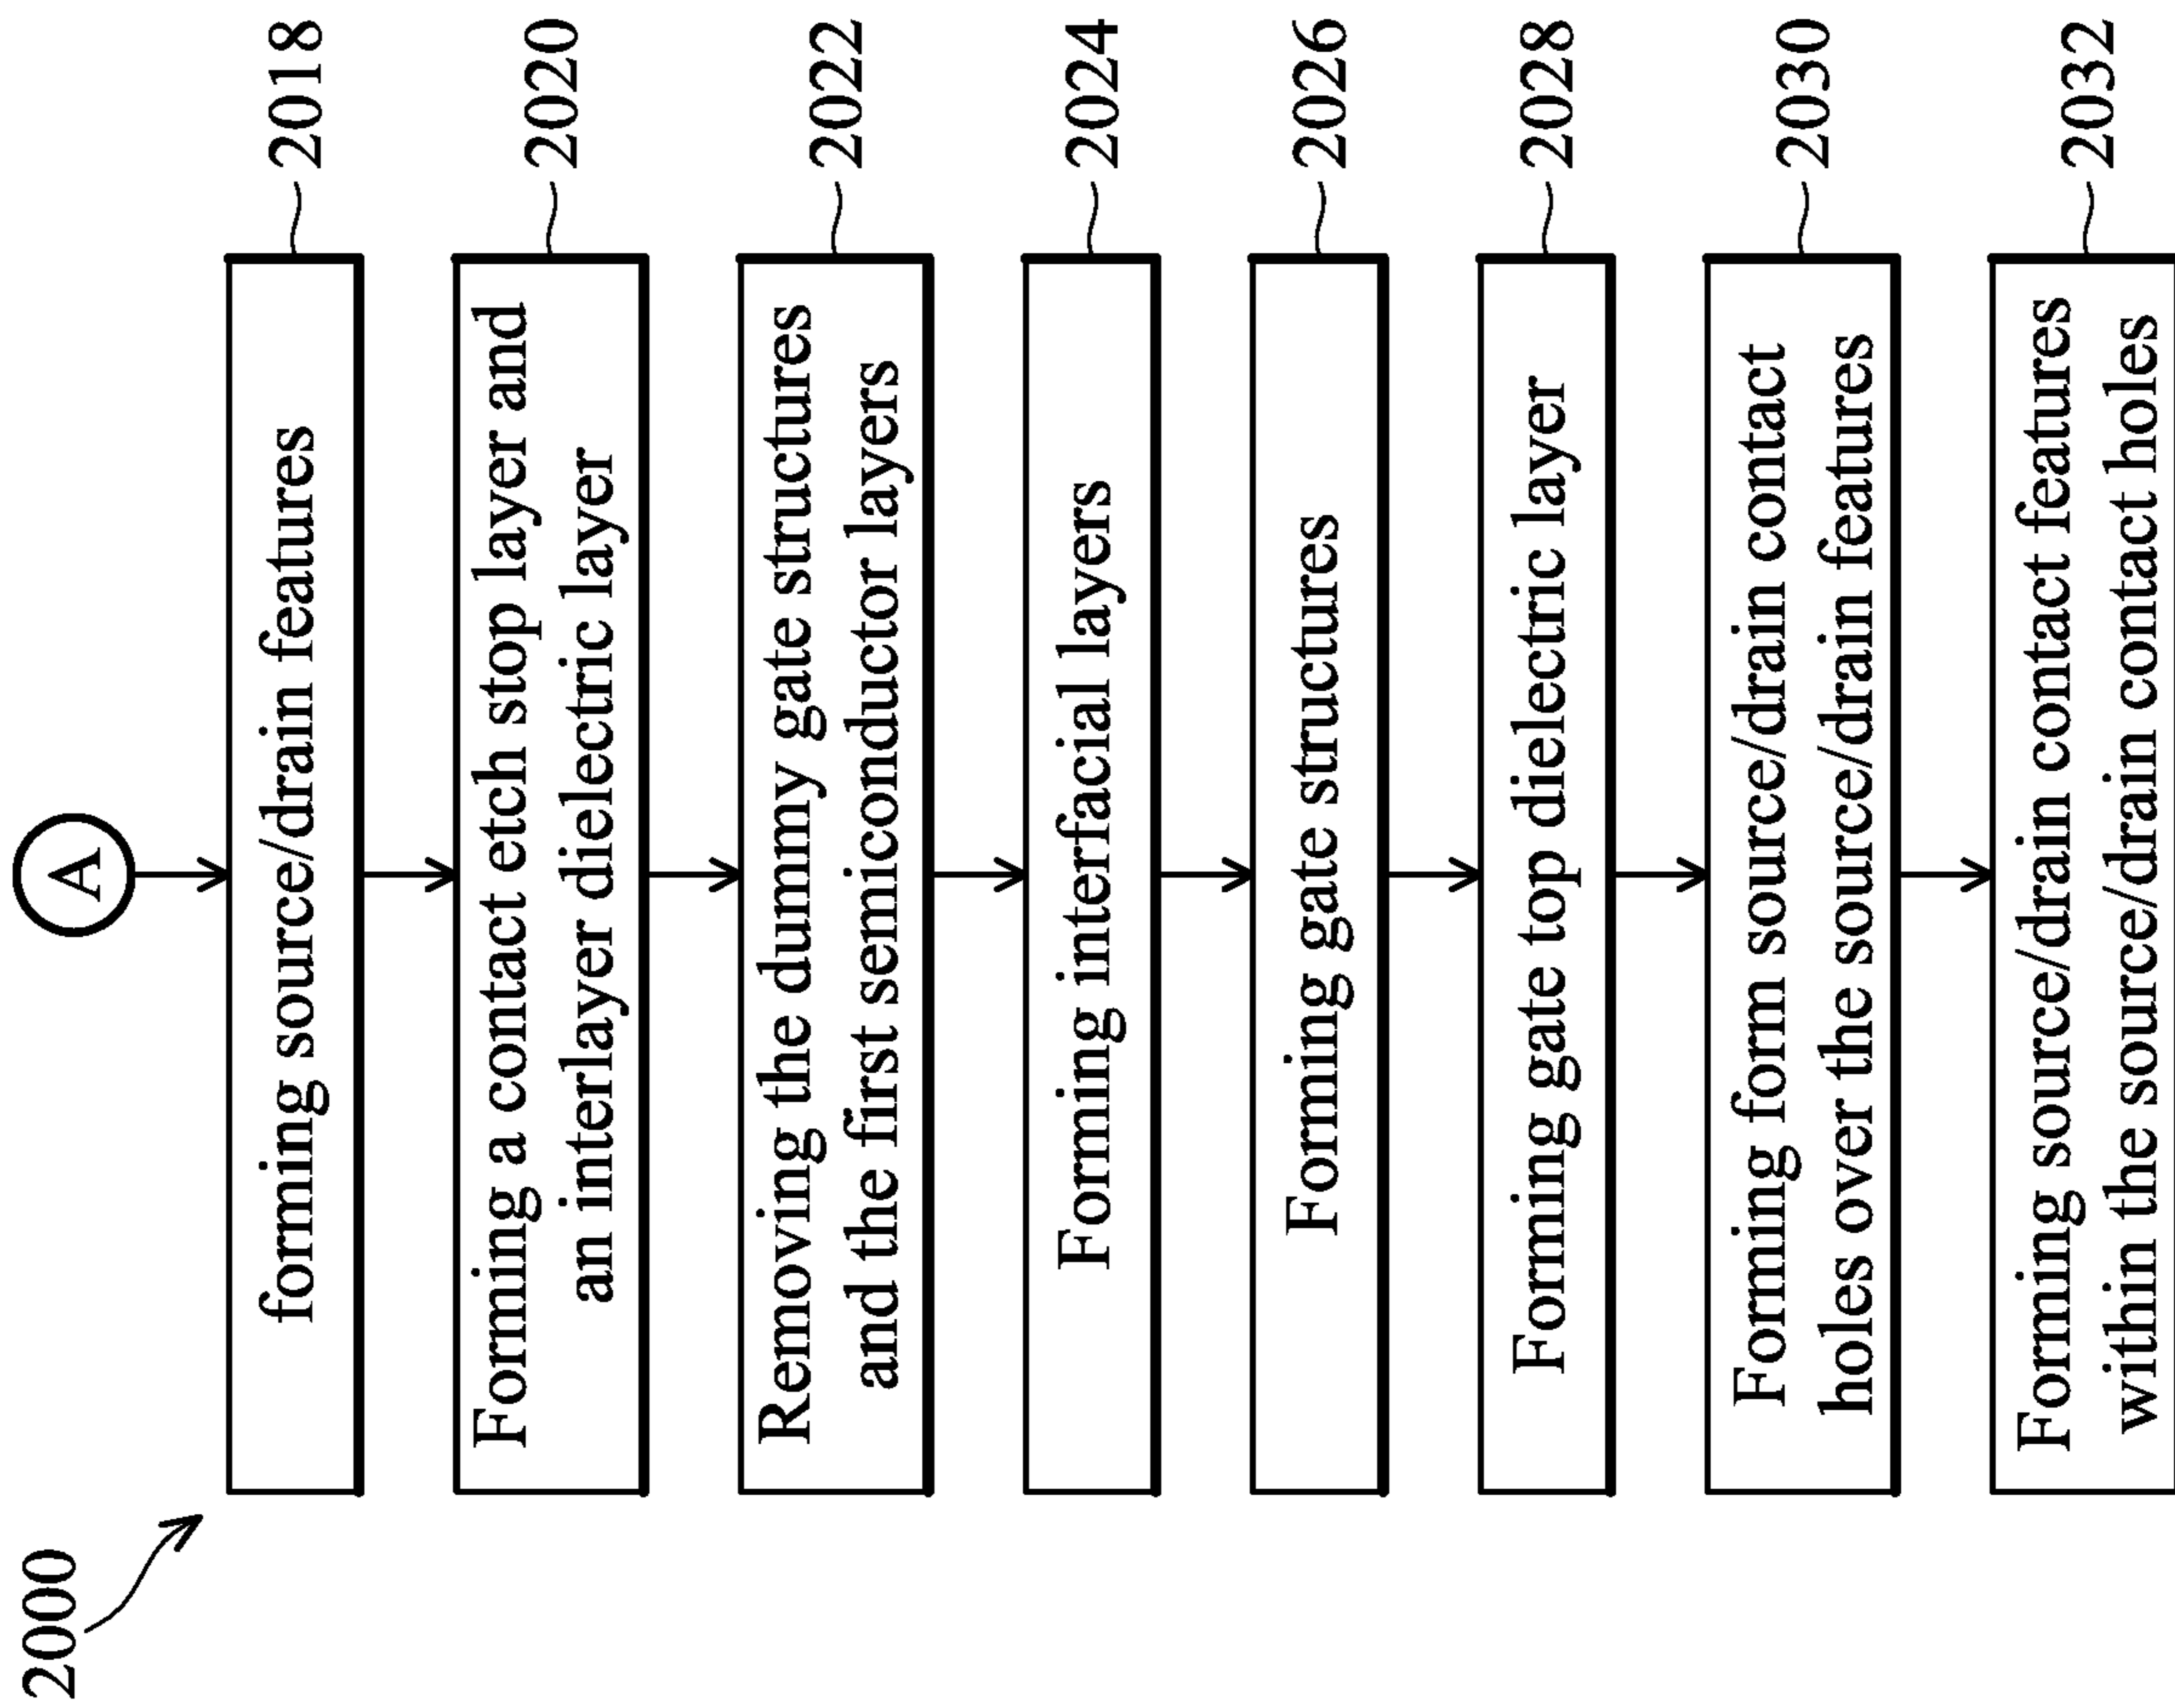 2000
A
forming source/drain features
2018
Forming a contact etch stop layer and
an interlayer dielectric layer
2020
Removing the dummy gate structures
and the first semiconductor layers
2022
Forming interfacial layers
2024
Forming gate structures
2026
Forming gate top dielectric layer
2028
Forming form source/drain contact
holes over the source/drain features
2030
Forming source/drain contact features
within the source/drain contact holes
2032